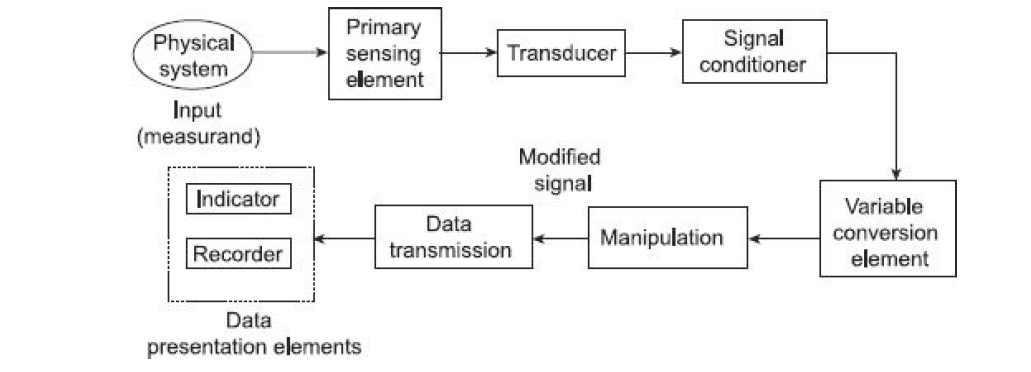 Physical
system
Input
(measurand)
Primary
sensing
element
Transducer
Signal
conditioner
Variable
conversion
element
Manipulation
Modified
signal
Data
transmission
Indicator
Recorder
Data
presentation elements